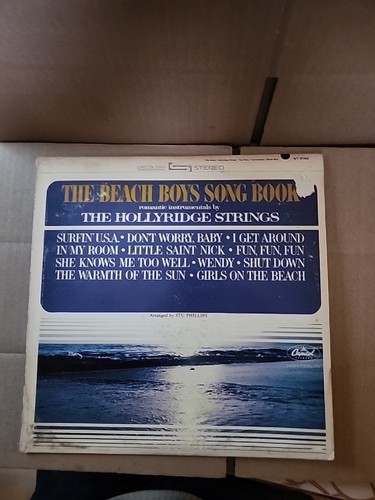 STEREO
THE BEACH BOYS SONG BOOK
romantic instrumentals by
THE HOLLYRIDGE STRINGS
SURFIN' U.S.A. • DON'T WORRY, BABY • I GET AROUND
IN MY ROOM • LITTLE SAINT NICK • FUN, FUN, FUN
SHE KNOWS ME TOO WELL • WENDY • SHUT DOWN
THE WARMTH OF THE SUN • GIRLS ON THE BEACH
Arranged by STU PHILLIPS
Capitol